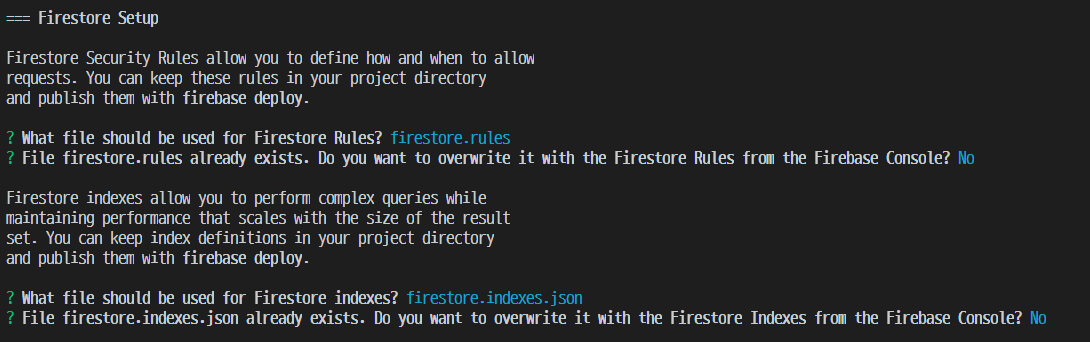 === Firestore Setup
Firestore Security Rules allow you to define how and when to allow
requests. You can keep these rules in your project directory
and publish them with firebase deploy.
? What file should be used for Firestore Rules? firestore.rules
? File firestore.rules already exists. Do you want to overwrite it with the Firestore Rules from the Firebase Console? No
Firestore indexes allow you to perform complex queries while
maintaining performance that scales with the size of the result
set. You can keep index definitions in your project directory
and publish them with firebase deploy.
? What file should be used for Firestore indexes? firestore.indexes.json
? File firestore.indexes.json already exists. Do you want to overwrite it with the Firestore Indexes from the Firebase Console? No